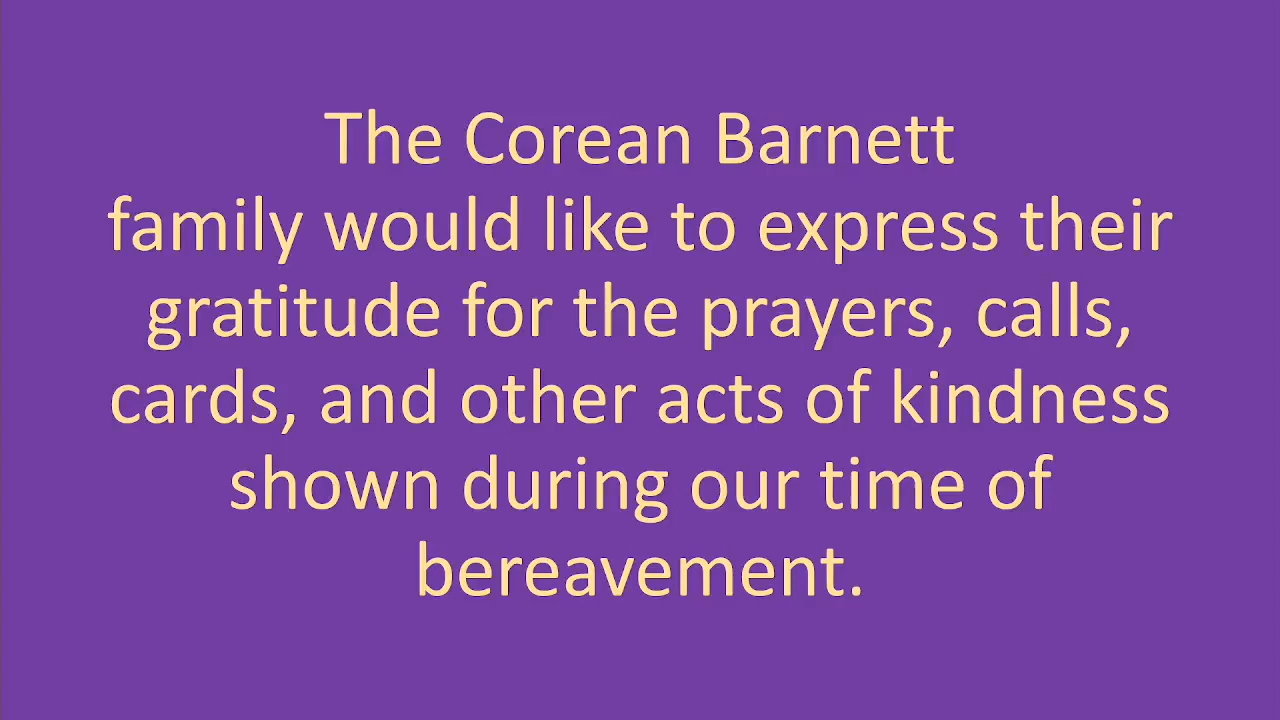 The Corean Barnett
family would like to express their
gratitude for the prayers, calls,
cards, and other acts of kindness
shown during our time of
bereavement.